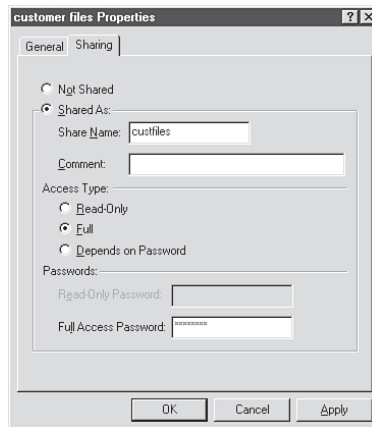 customer files Properties
General Sharing
Not Shared
Shared As:
Share Name: custfiles
Comment:
Access Type:
Read-Only
Full
Depends on Password
Passwords:
Read-Only Password:
Full Access Password: ********
OK Cancel Apply